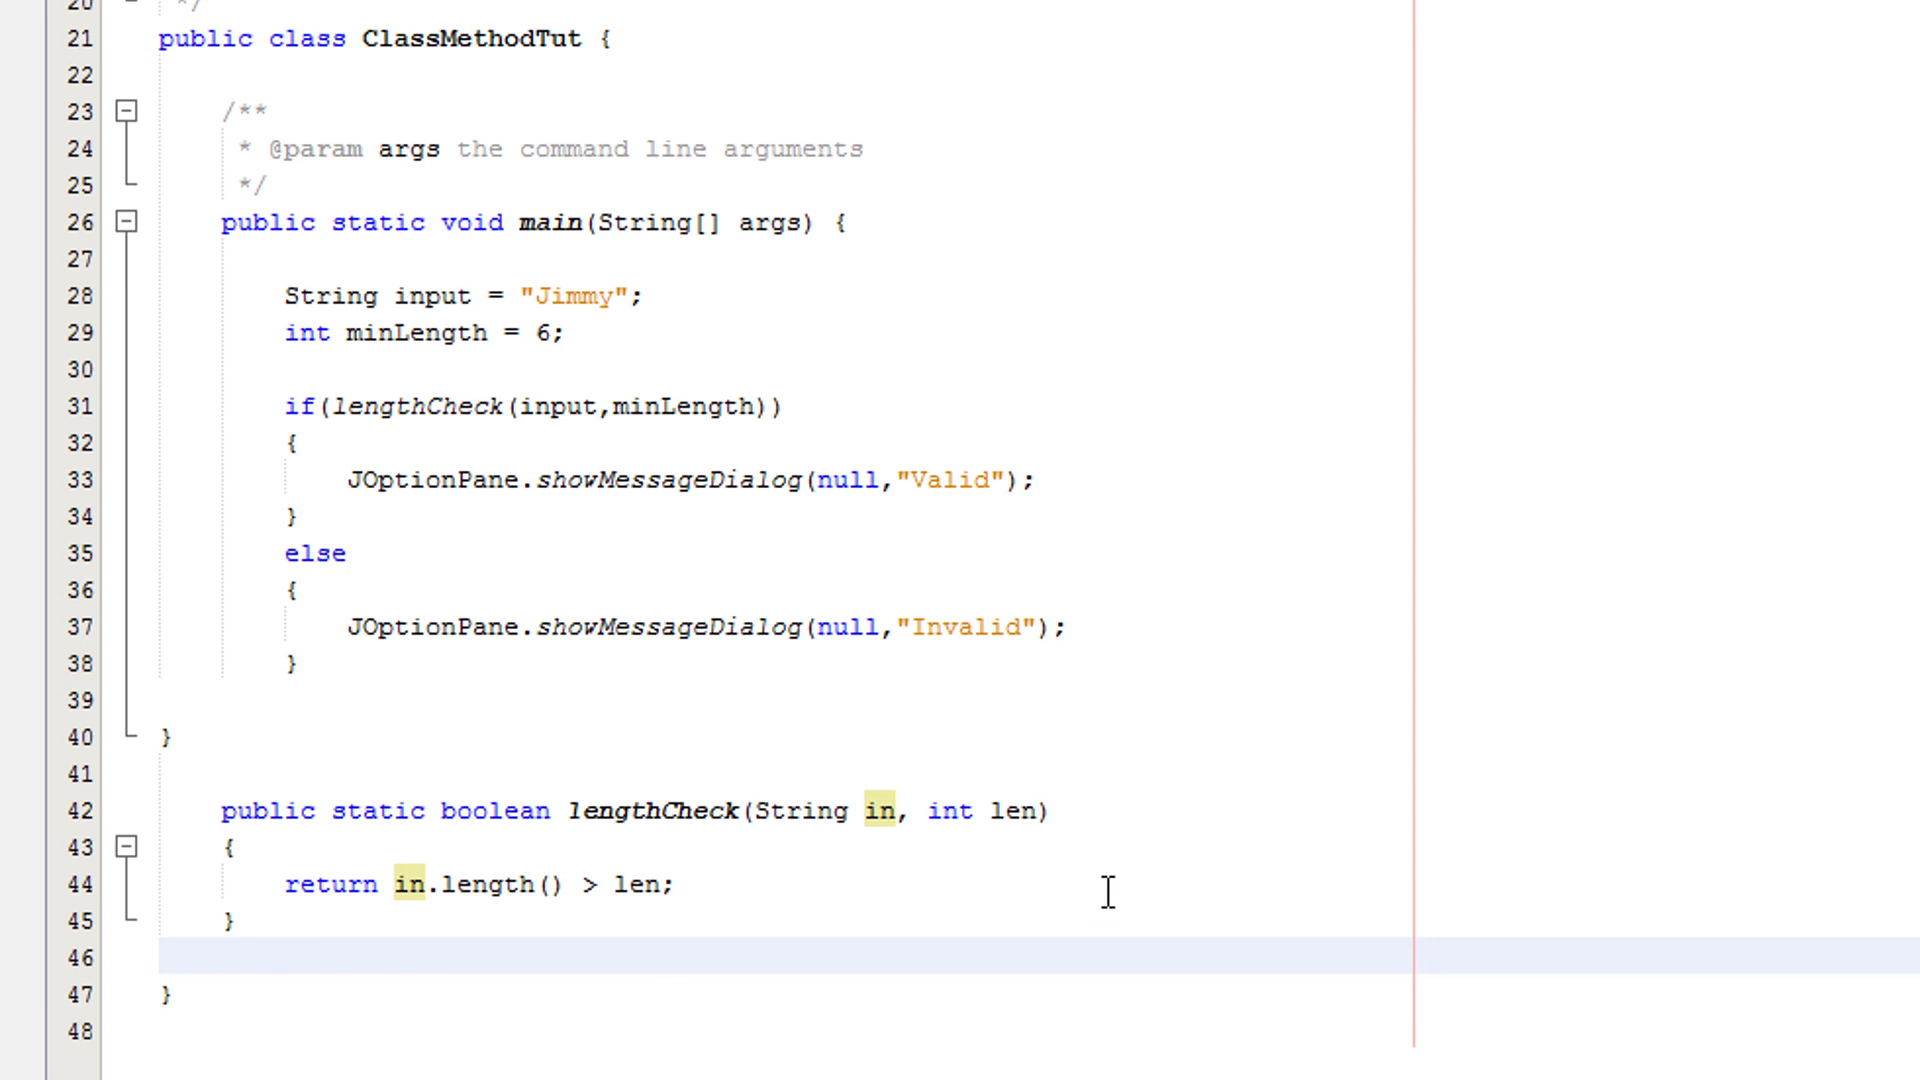 20 */
21 public class ClassMethodTut {
22
23 /**
24 * @param args the command line arguments
25 */
26 public static void main(String[] args) {
27
28 String input = "Jimmy";
29 int minLength = 6;
30
31 if(lengthCheck(input,minLength))
32 {
33 JOptionPane.showMessageDialog(null,"Valid");
34 }
35 else
36 {
37 JOptionPane.showMessageDialog(null,"Invalid");
38 }
39
40 }
41
42 public static boolean lengthCheck(String in, int len)
43 {
44 return in.length() > len;
45 }
46
47 }
48